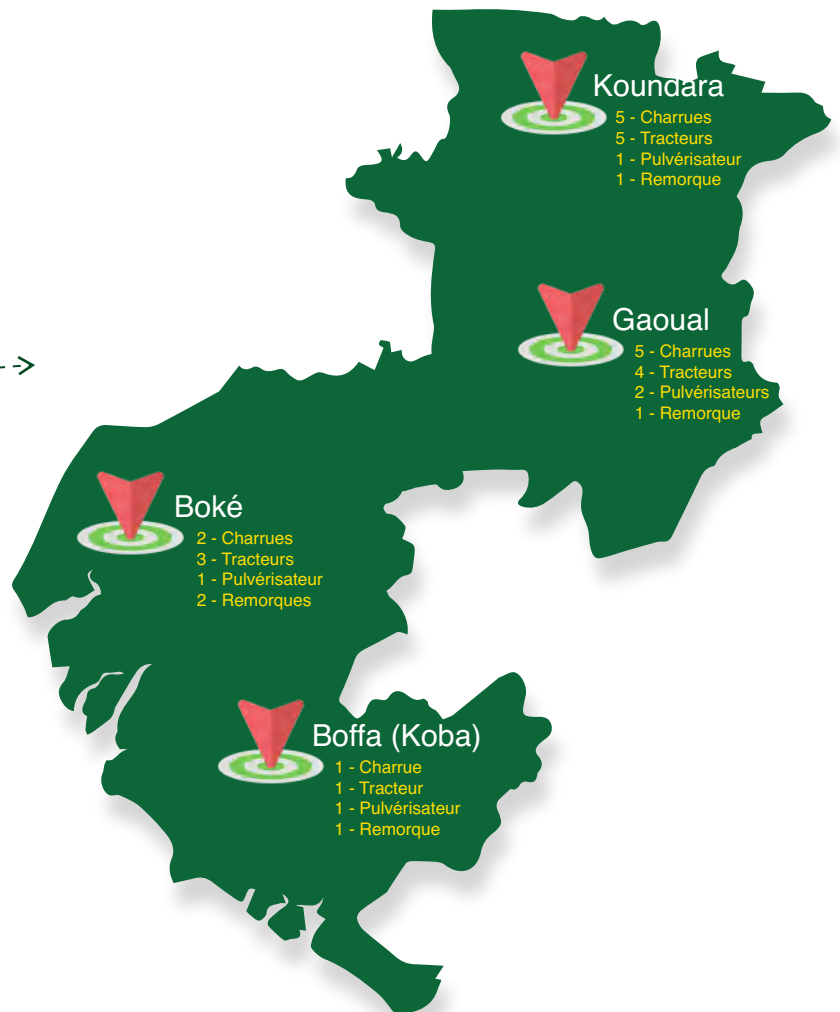 Koundara
5 - Charrues
5 - Tracteurs
1 - Pulvérisateur
1 - Remorque
Gaoual
5 - Charrues
4 - Tracteurs
2 - Pulvérisateurs
1 - Remorque
Boké
2 - Charrues
3 - Tracteurs
1 - Pulvérisateur
2 - Remorques
Boffa (Koba)
1 - Charrue
1 - Tracteur
1 - Pulvérisateur
1 - Remorque